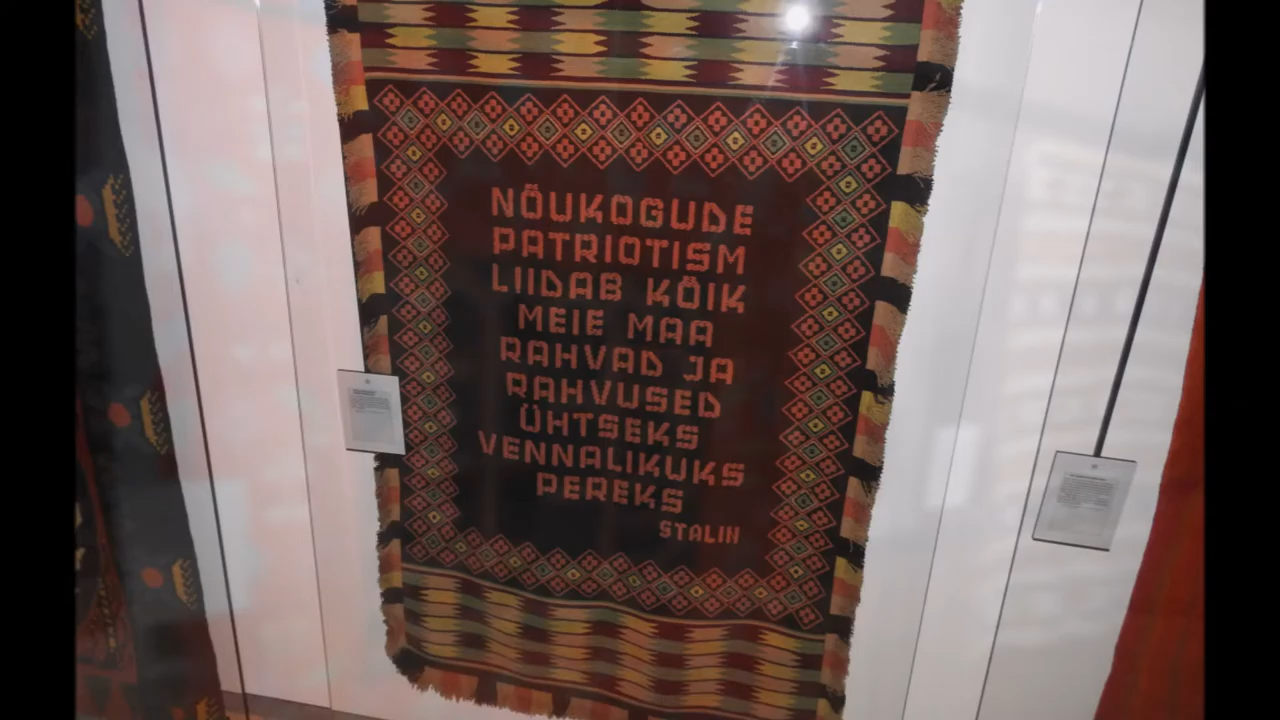 NÕUKOGUDE
PATRIOTISM
LIIDAB KÕIK
MEIE MAA
RAHVAD JA
RAHVUSED
ÜHTSEKS
VENNALIKUKS
PEREKS
STALIN